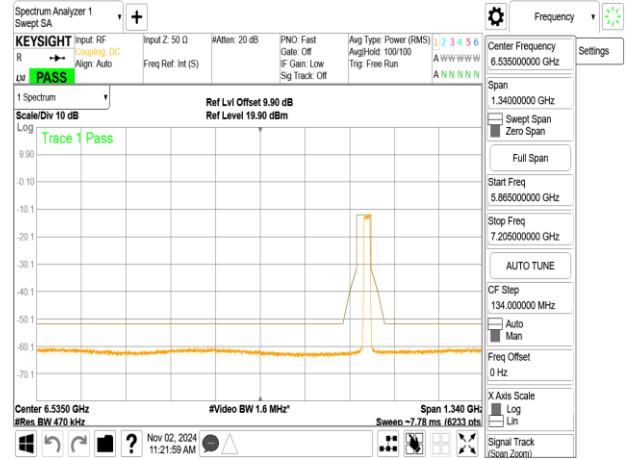 Spectrum Analyzer 1
Swept SA
+
Frequency
Settings
KEYSIGHT
R
LXI
PASS
Input: RF
Coupling: DC
Align: Auto
Input Z: 50 Ω
Freq Ref: Int (S)
#Atten: 20 dB
PNO: Fast
Gate: Off
IF Gain: Low
Sig Track: Off
Avg Type: Power (RMS)
Avg|Hold: 100/100
Trig: Free Run
1 2 3 4 5 6
A W W W W W
A N N N N N
1 Spectrum
Scale/Div 10 dB
Ref Lvl Offset 9.90 dB
Ref Level 19.90 dBm
Log
Trace 1 Pass
9.90
-0.10
-10.1
-20.1
-30.1
-40.1
-50.1
-60.1
-70.1
Center 6.5350 GHz
#Res BW 470 kHz
#Video BW 1.6 MHz*
Span 1.340 GHz
Sweep ~7.78 ms (6233 pts
Center Frequency
6.535000000 GHz
Span
1.34000000 GHz
Swept Span
Zero Span
Full Span
Start Freq
5.865000000 GHz
Stop Freq
7.205000000 GHz
AUTO TUNE
CF Step
134.000000 MHz
Auto
Man
Freq Offset
0 Hz
X Axis Scale
Log
Lin
Signal Track
(Span Zoom)
?
Nov 02, 2024
11:21:59 AM